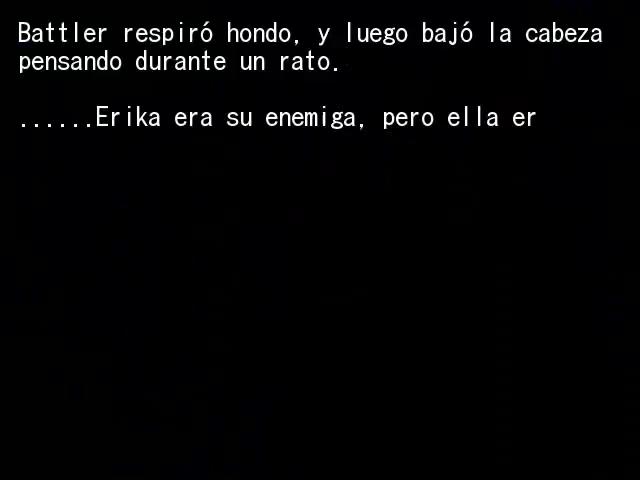 Battler respiró hondo, y luego bajó la cabeza
pensando durante un rato.
......Erika era su enemiga, pero ella er